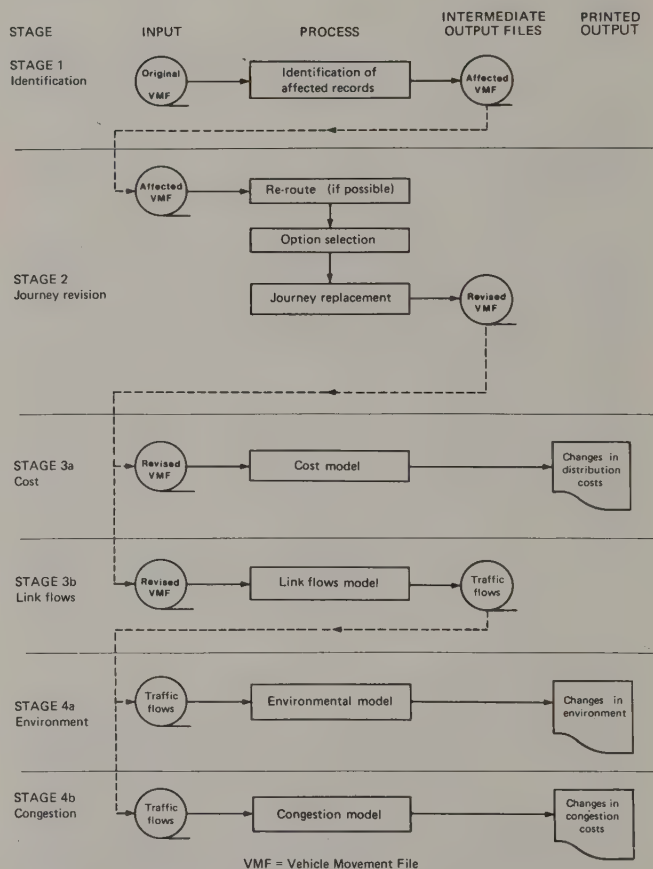 STAGE INPUT PROCESS INTERMEDIATE OUTPUT FILES PRINTED OUTPUT
STAGE 1
Identification
Original VMF
Identification of
affected records
Affected VMF
Affected VMF
Re-route (if possible)
Option selection
STAGE 2
Journey revision
Journey replacement
Revised VMF
STAGE 3a
Cost
Revised VMF
Cost model
Changes in
distribution
costs
STAGE 3b
Link flows
Revised VMF
Link flows model
Traffic
flows
STAGE 4a
Environment
Traffic
flows
Environmental model
Changes in
environment
STAGE 4b
Congestion
Traffic
flows
Congestion model
Changes in
congestion
costs
VMF = Vehicle Movement File